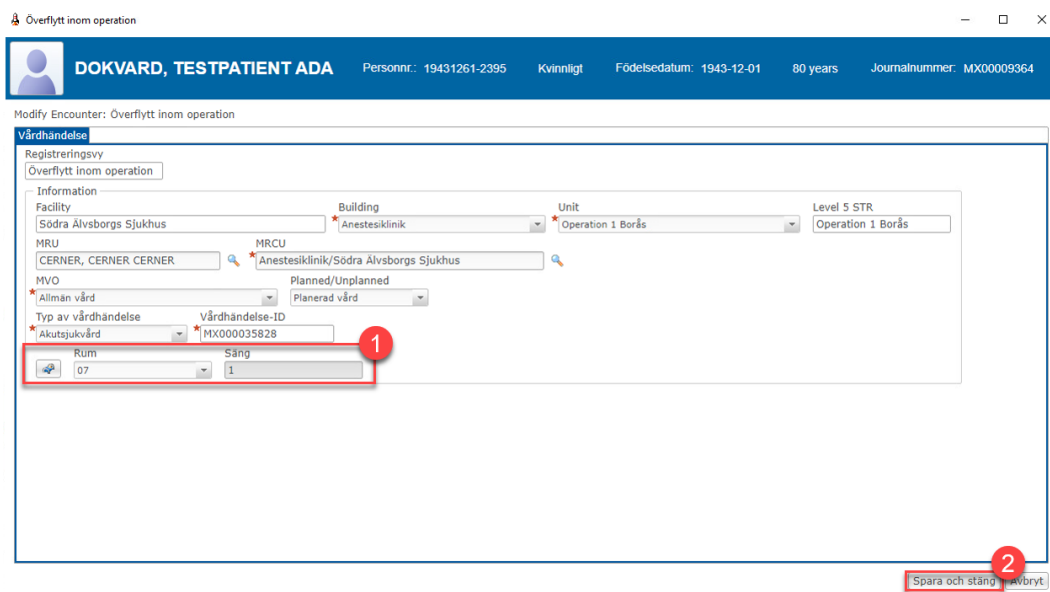 Överflytt inom operation
DOKVARD, TESTPATIENT ADA Personnr.: 19431261-2395 Kvinnligt Födelsedatum: 1943-12-01 80 years Journalnummer: MX00009364
Modify Encounter: Överflytt inom operation
Vårdhändelse
Registreringsvy
Överflytt inom operation
Information
Facility Building Unit Level 5 STR
Södra Älvsborgs Sjukhus * Anestesiklinik * Operation 1 Borås Operation 1 Borås
MRU MRCU
CERNER, CERNER CERNER * Anestesiklinik/Södra Älvsborgs Sjukhus
MVO Planned/Unplanned
* Allmän vård Planerad vård
Typ av vårdhändelse Vårdhändelse-ID
* Akutsjukvård * MX000035828
1
Rum Säng
07 1
2
Spara och stäng Avbryt